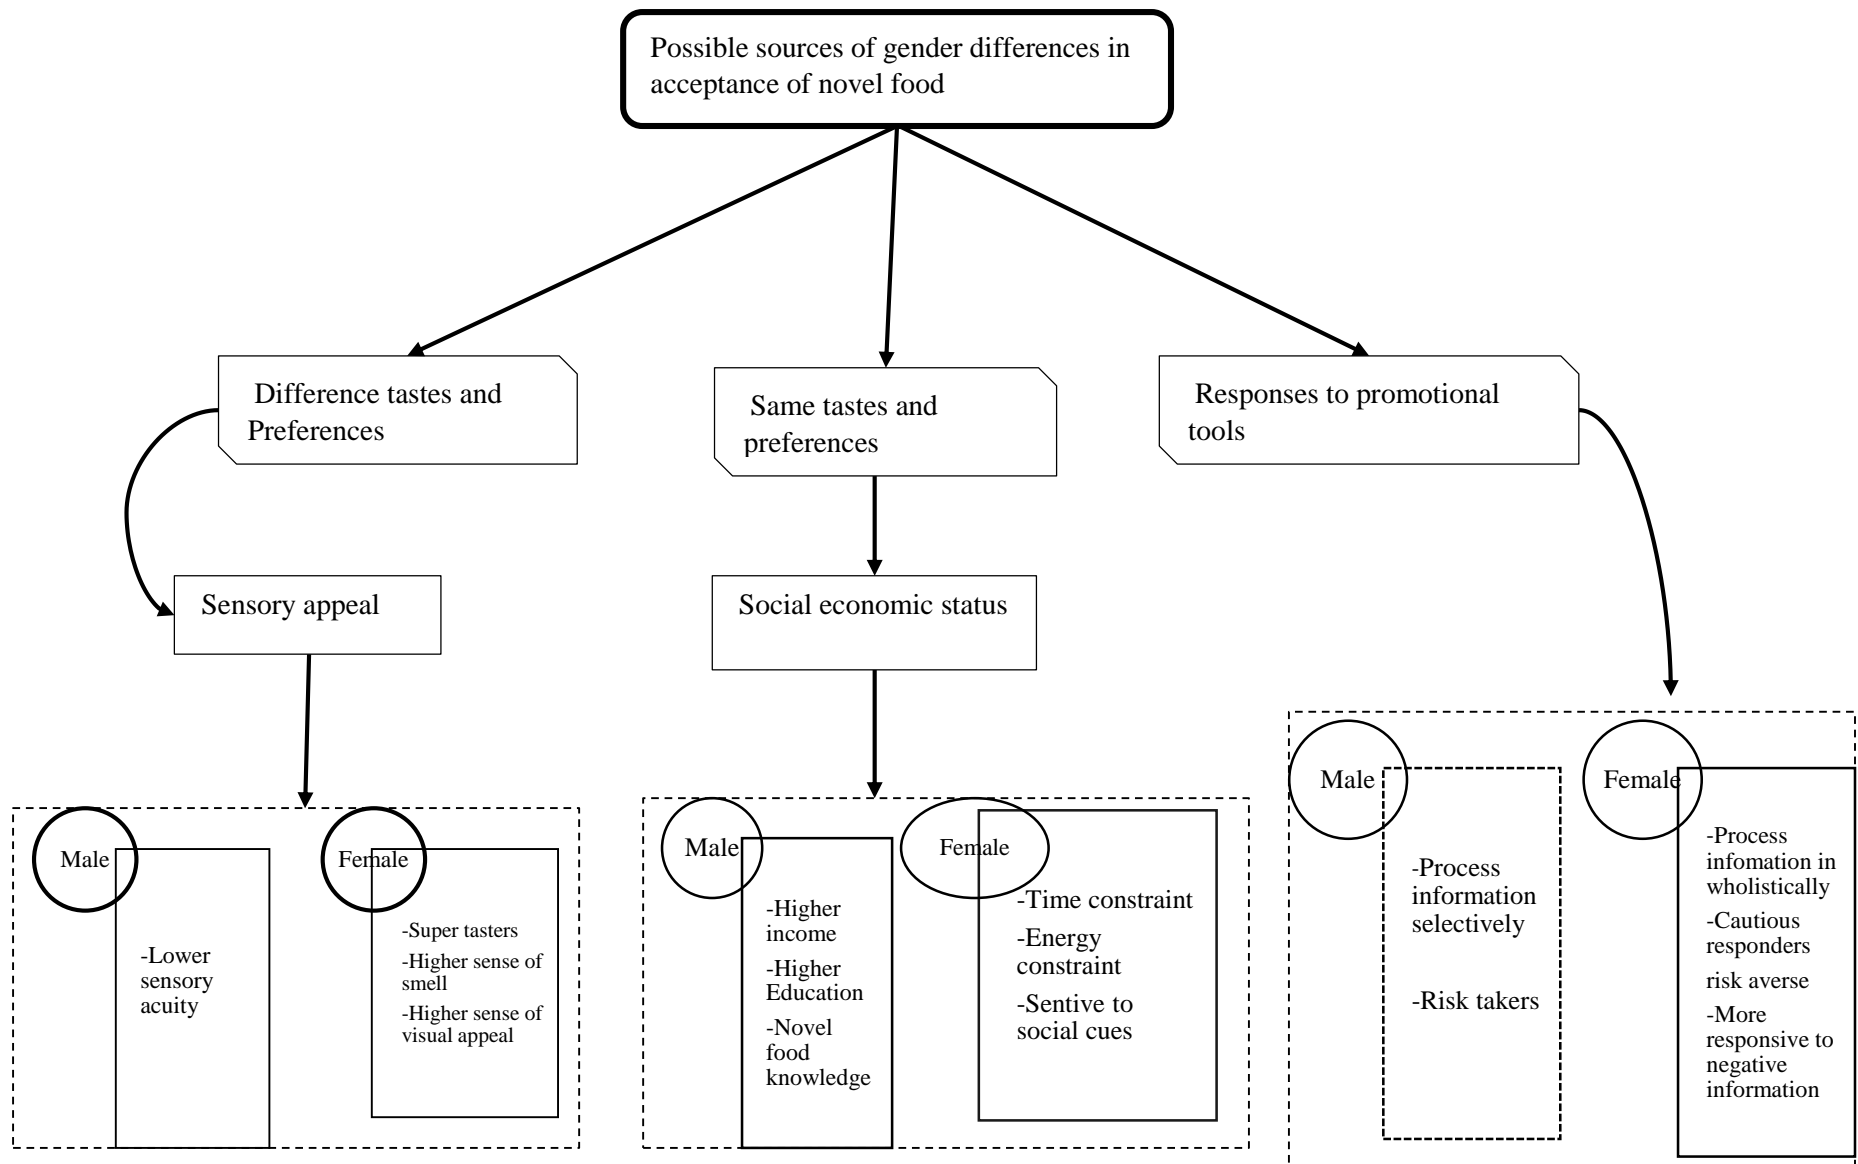 Possible sources of gender differences in
acceptance of novel food
Difference tastes and
Preferences
Same tastes and
preferences
Responses to promotional
tools
Sensory appeal
Social economic status
Male
-Lower
sensory
acuity
Female
-Super tasters
-Higher sense of
smell
-Higher sense of
visual appeal
Male
-Higher
income
-Higher
Education
-Novel
food
knowledge
Female
-Time constraint
-Energy
constraint
-Sentive to
social cues
Male
-Process
information
selectively
-Risk takers
Female
-Process
infomation in
wholistically
-Cautious
responders
risk averse
-More
responsive to
negative
information